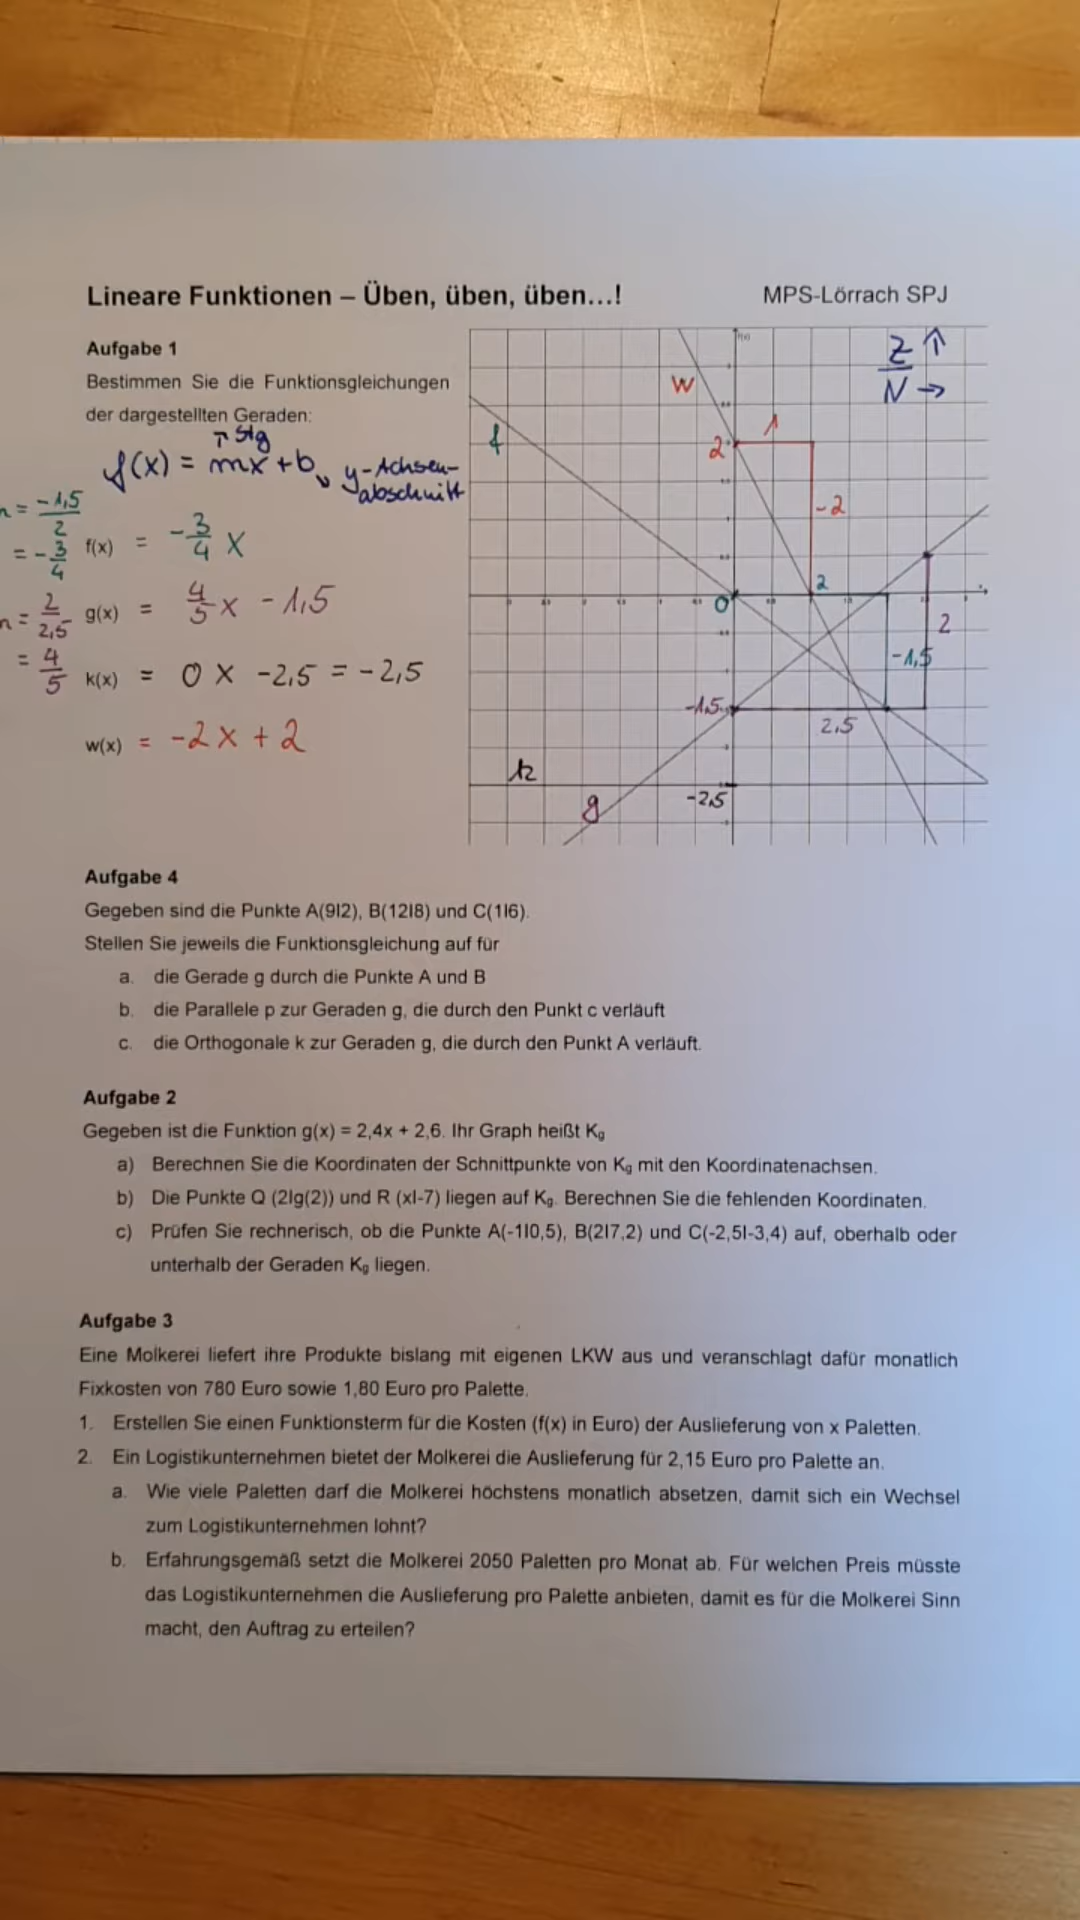 Lineare Funktionen – Üben, üben, üben...!
MPS-Lörrach SPJ
Aufgabe 1
Bestimmen Sie die Funktionsgleichungen
der dargestellten Geraden:
↑ Stg
f(x) = mx + b
y-Achsen-
abschnitt
= -1,5/2
= -3/4
f(x) = -3/4 x
= 2/2,5
= 4/5
g(x) = 4/5 x - 1,5
k(x) = 0 x -2,5 = -2,5
w(x) = -2x + 2
Z ↑
N →
w
f
2
1
-2
0
2
2
-1,5
-1,5
2,5
k
-2,5
g
Aufgabe 4
Gegeben sind die Punkte A(9I2), B(12I8) und C(1I6).
Stellen Sie jeweils die Funktionsgleichung auf für
a. die Gerade g durch die Punkte A und B
b. die Parallele p zur Geraden g, die durch den Punkt c verläuft
c. die Orthogonale k zur Geraden g, die durch den Punkt A verläuft.
Aufgabe 2
Gegeben ist die Funktion g(x) = 2,4x + 2,6. Ihr Graph heißt Kg
a) Berechnen Sie die Koordinaten der Schnittpunkte von Kg mit den Koordinatenachsen.
b) Die Punkte Q (2Ig(2)) und R (xI-7) liegen auf Kg. Berechnen Sie die fehlenden Koordinaten.
c) Prüfen Sie rechnerisch, ob die Punkte A(-1I0,5), B(2I7,2) und C(-2,5I-3,4) auf, oberhalb oder
unterhalb der Geraden Kg liegen.
Aufgabe 3
Eine Molkerei liefert ihre Produkte bislang mit eigenen LKW aus und veranschlagt dafür monatlich
Fixkosten von 780 Euro sowie 1,80 Euro pro Palette.
1. Erstellen Sie einen Funktionsterm für die Kosten (f(x) in Euro) der Auslieferung von x Paletten.
2. Ein Logistikunternehmen bietet der Molkerei die Auslieferung für 2,15 Euro pro Palette an.
a. Wie viele Paletten darf die Molkerei höchstens monatlich absetzen, damit sich ein Wechsel
zum Logistikunternehmen lohnt?
b. Erfahrungsgemäß setzt die Molkerei 2050 Paletten pro Monat ab. Für welchen Preis müsste
das Logistikunternehmen die Auslieferung pro Palette anbieten, damit es für die Molkerei Sinn
macht, den Auftrag zu erteilen?